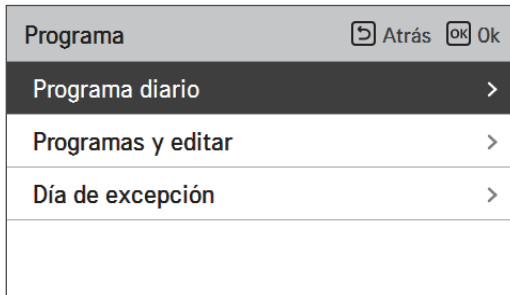 Programa Atrás OK Ok
Programa diario
Programas y editar
Día de excepción